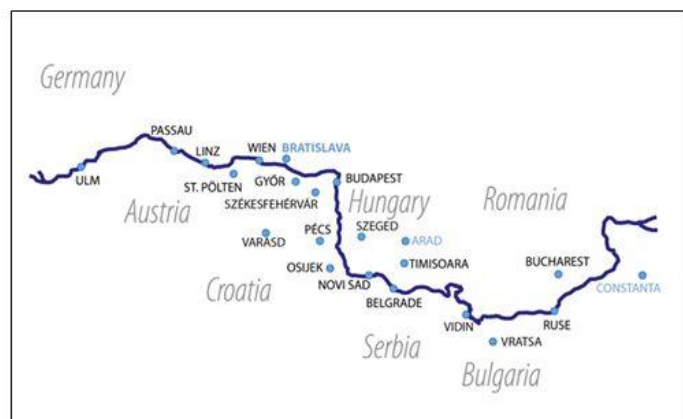 Germany
PASSAU
LINZ
WIEN
BRATISLAVA
ULM
ST. PÖLTEN
GYŐR
BUDAPEST
SZÉKESFEHÉRVÁR
Hungary
Romania
Austria
VARASD
PÉCS
SZEGED
ARAD
OSIJEK
TIMISOARA
BUCHAREST
NOVI SAD
CONSTANTA
Croatia
BELGRADE
VIDIN
RUSE
Serbia
VRATSA
Bulgaria